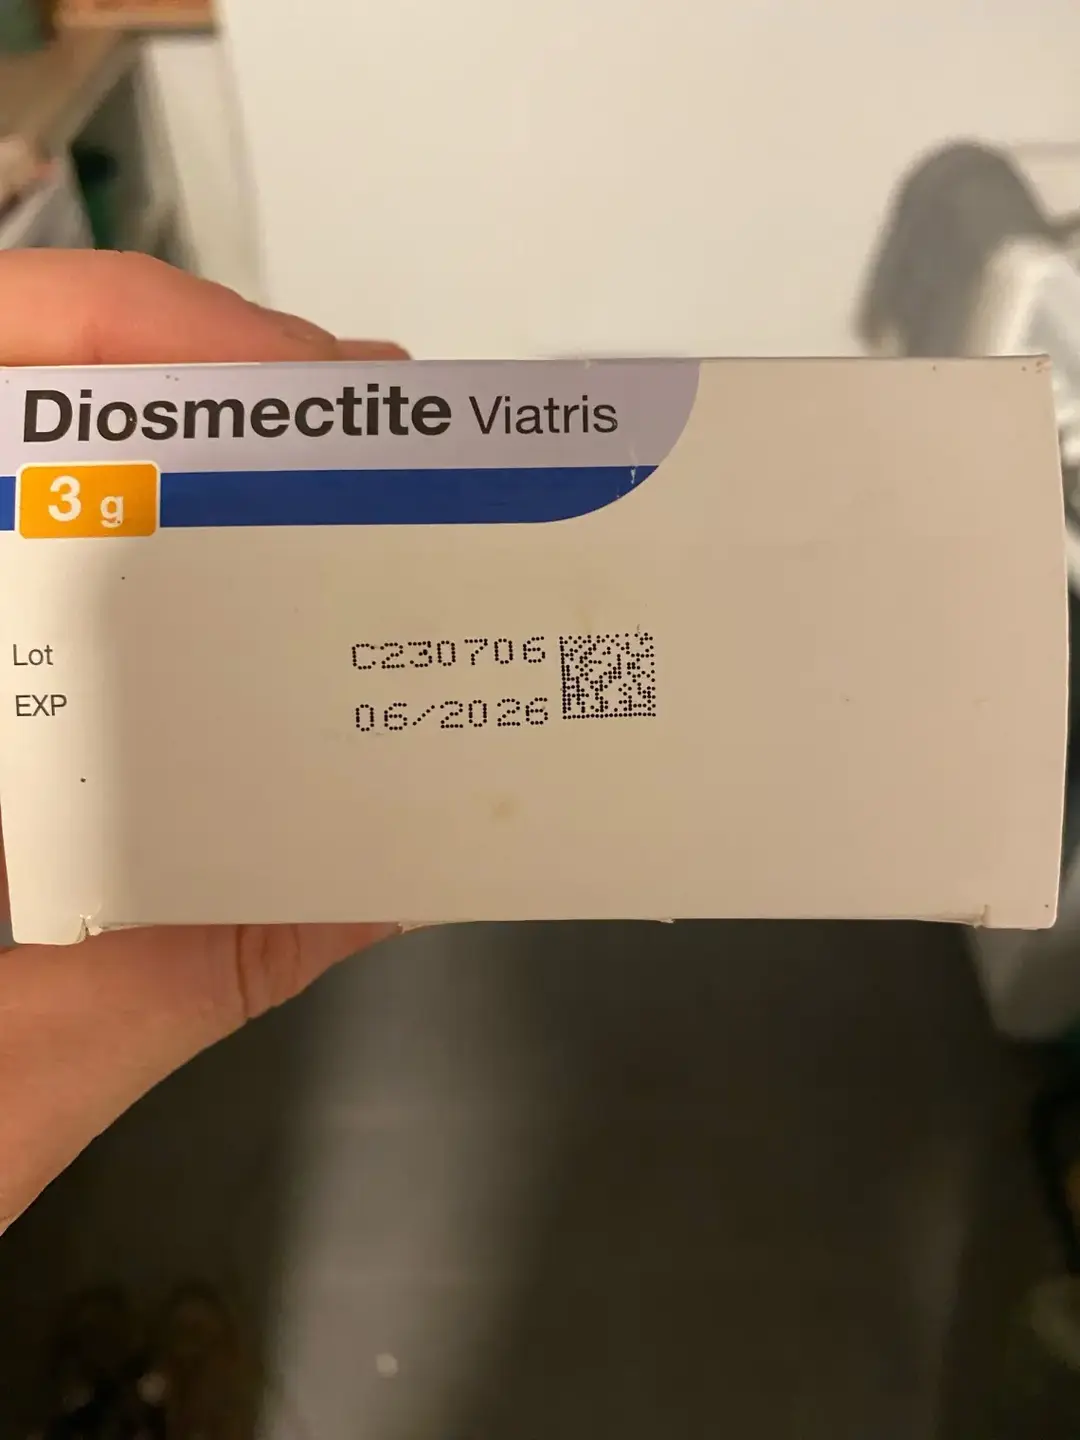 Diosmectite Viatris
3 g
Lot C230706
EXP 06/2026